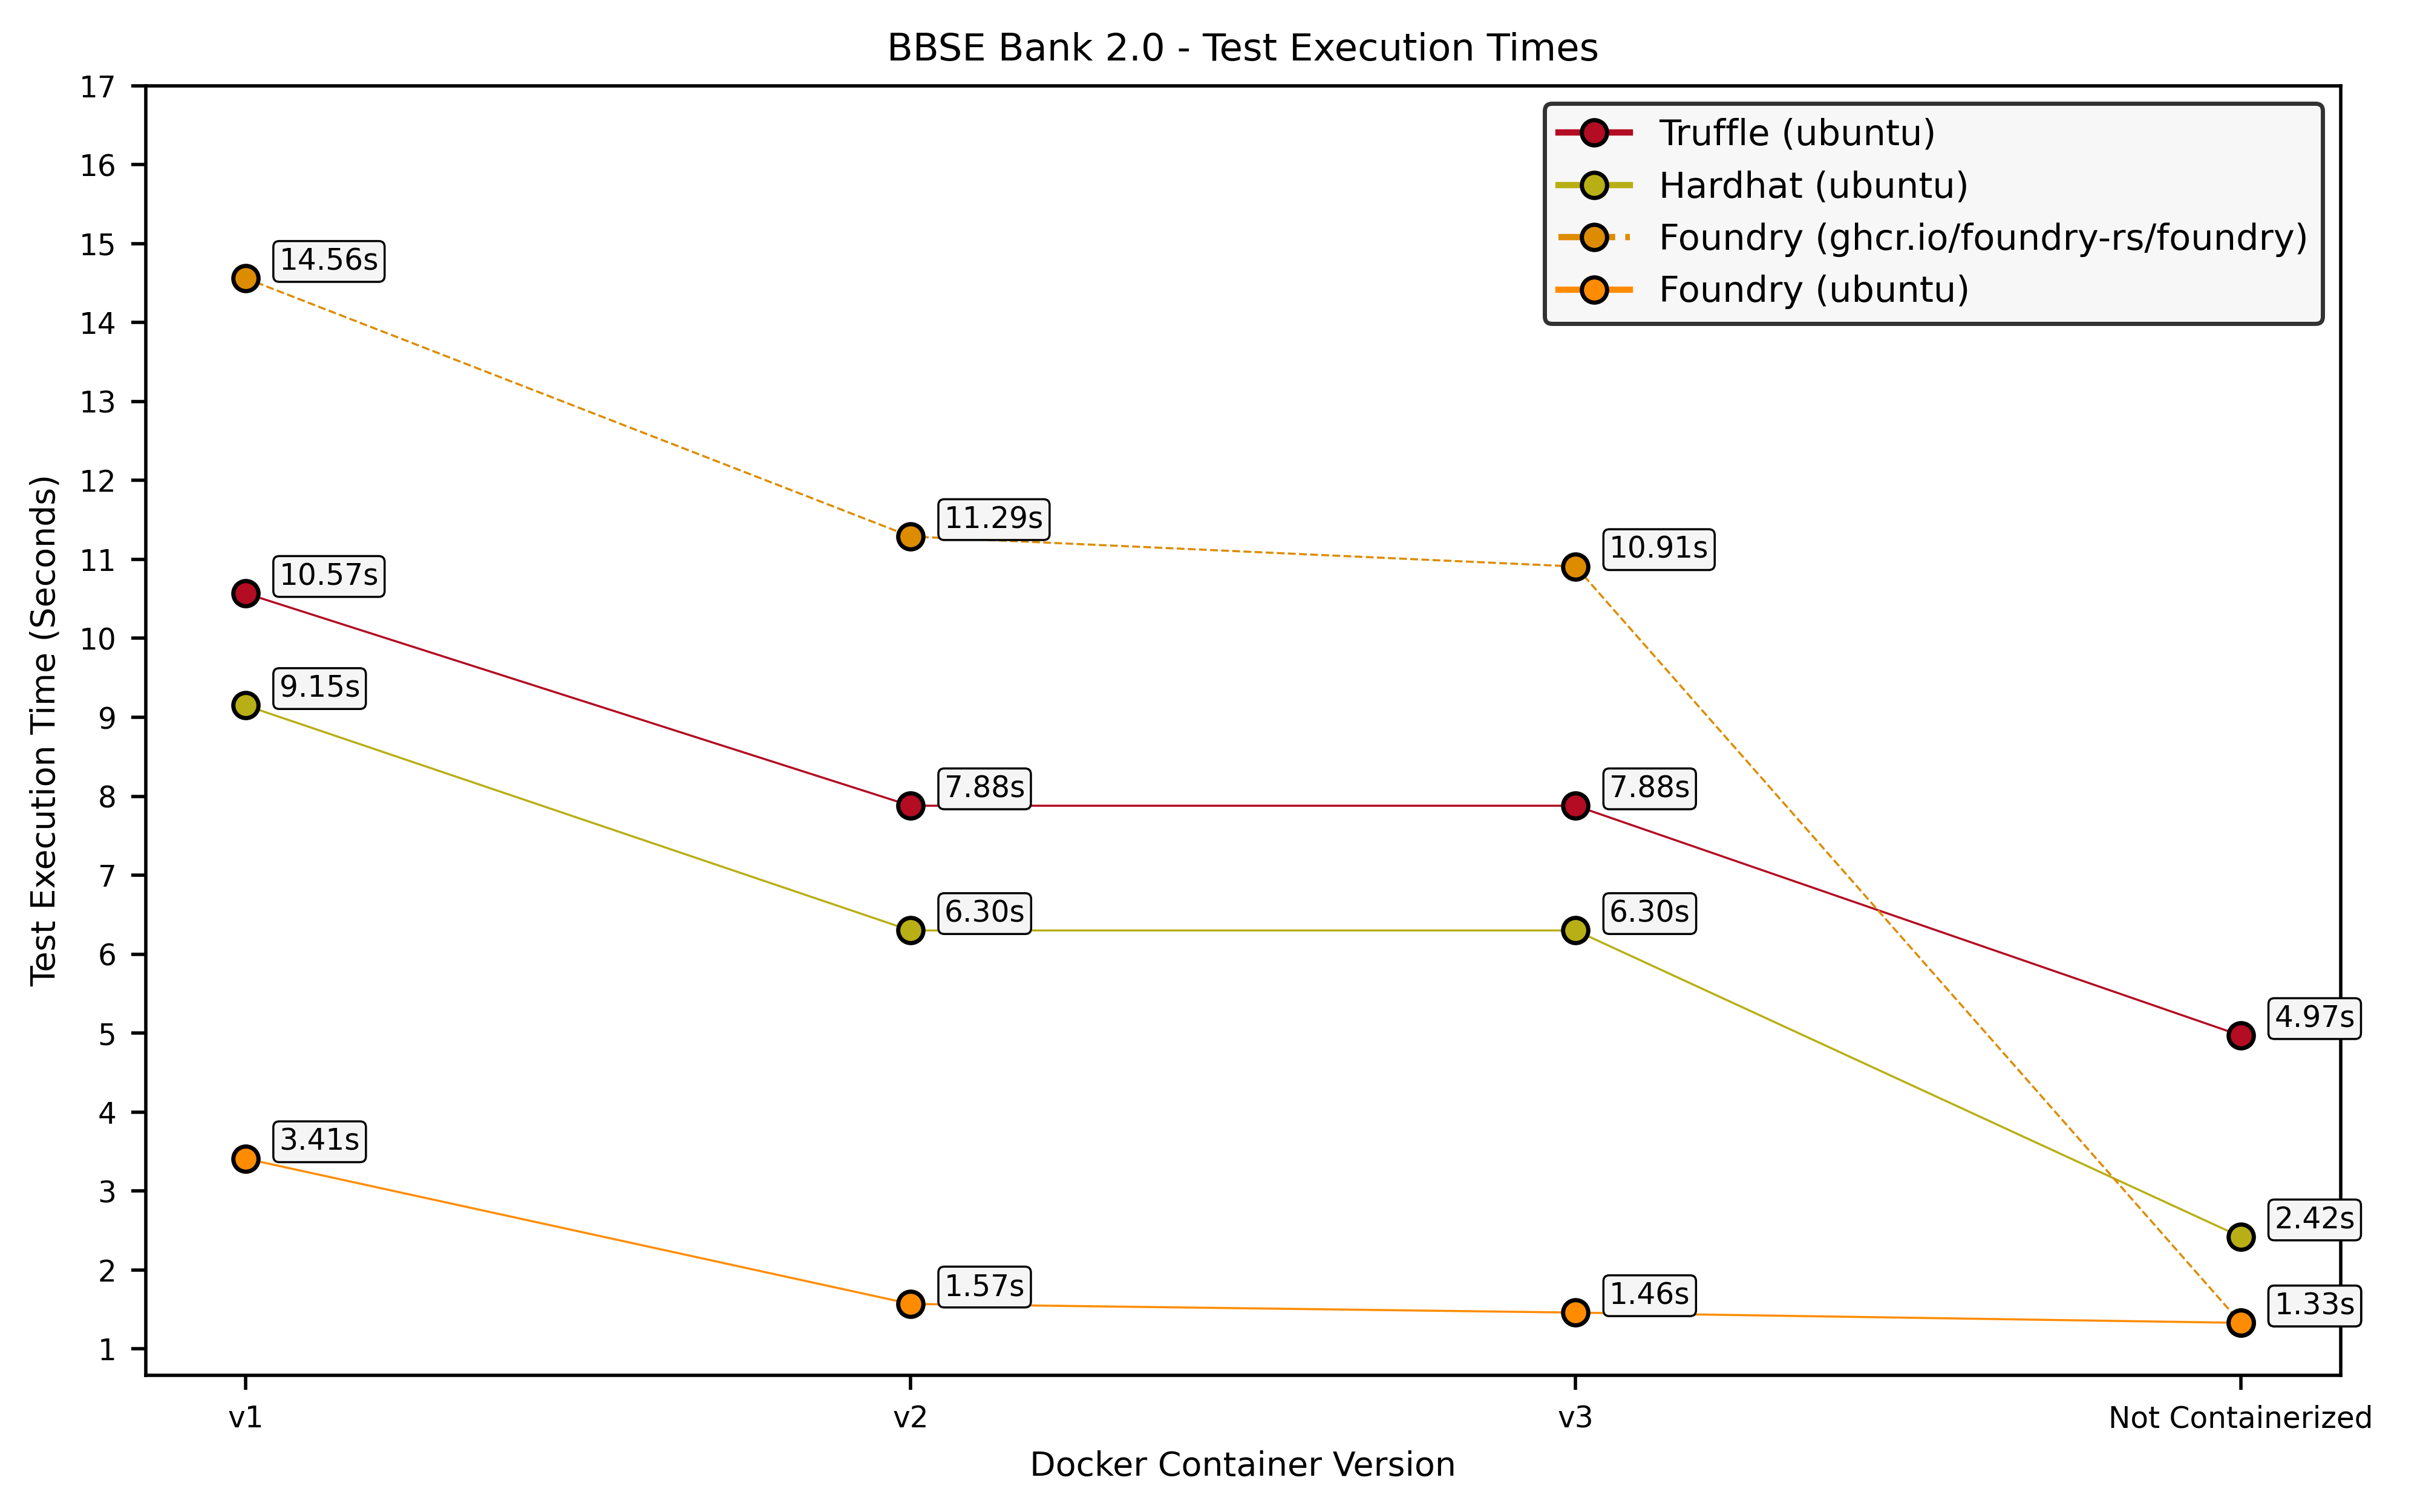 BBSE Bank 2.0 - Test Execution Times
Truffle (ubuntu)
Hardhat (ubuntu)
Foundry (ghcr.io/foundry-rs/foundry)
Foundry (ubuntu)
Test Execution Time (Seconds)
17
16
15
14
13
12
11
10
9
8
7
6
5
4
3
2
1
14.56s
11.29s
10.91s
10.57s
7.88s
7.88s
4.97s
9.15s
6.30s
6.30s
2.42s
3.41s
1.57s
1.46s
1.33s
v1
v2
v3
Not Containerized
Docker Container Version